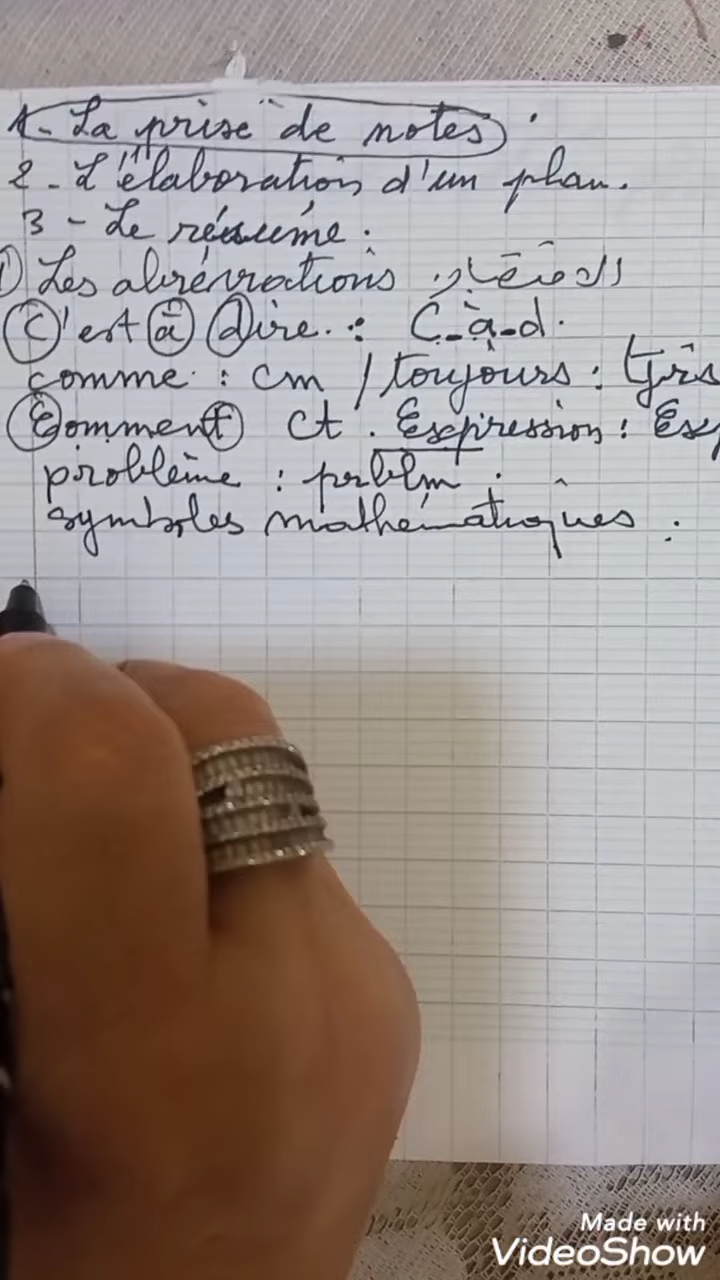 1. La prise de notes.
2. L'élaboration d'un plan.
3 - Le résumé.
① Les abréviations
C'est à Dire.: C-à-d.
comme : cm / toujours : tjrs
Comment ct. Expression : Exp
problème : prblm.
symboles mathématiques :
Made with
VideoShow